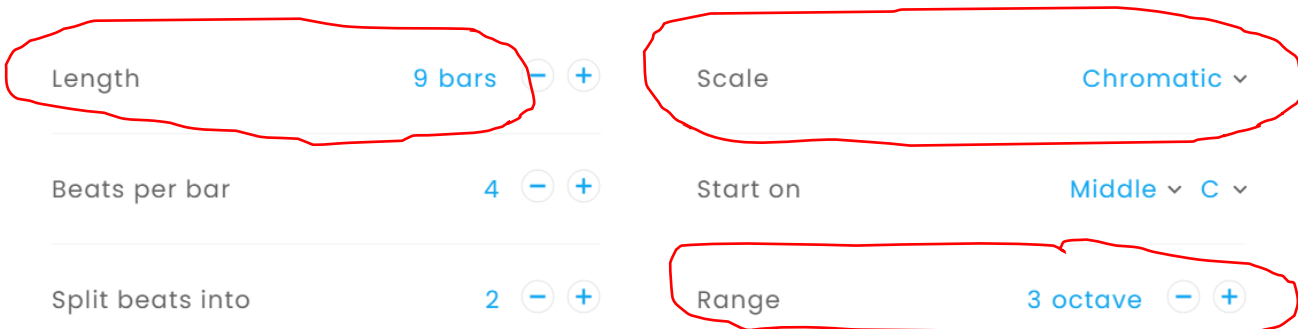 Length 9 bars − +
Scale Chromatic
Beats per bar 4 − +
Start on Middle C
Split beats into 2 − +
Range 3 octave − +